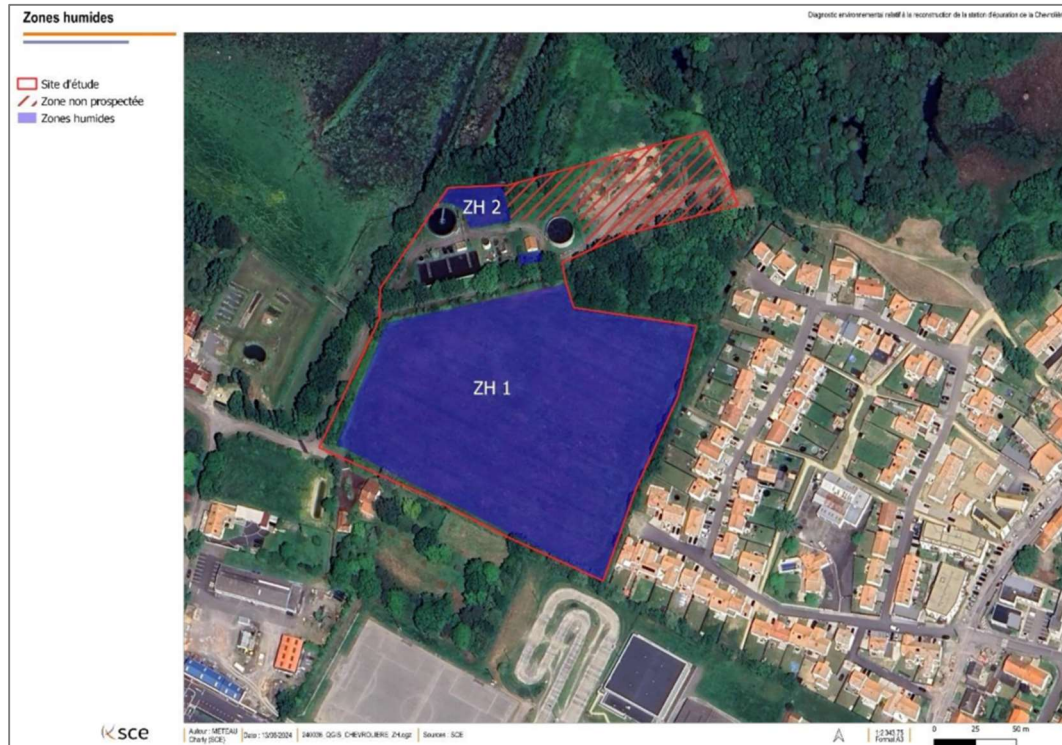 Zones humides
Diagnostic environnemental relatif à la reconstruction de la station d'épuration de la Chevrolière
Site d'étude
Zone non prospectée
Zones humides
ZH 2
ZH 1
sce
Auteur : METEAU
Charly (SCE)
Date : 13/05/2024
Sources : SCE
Format A3
0 25 50 m